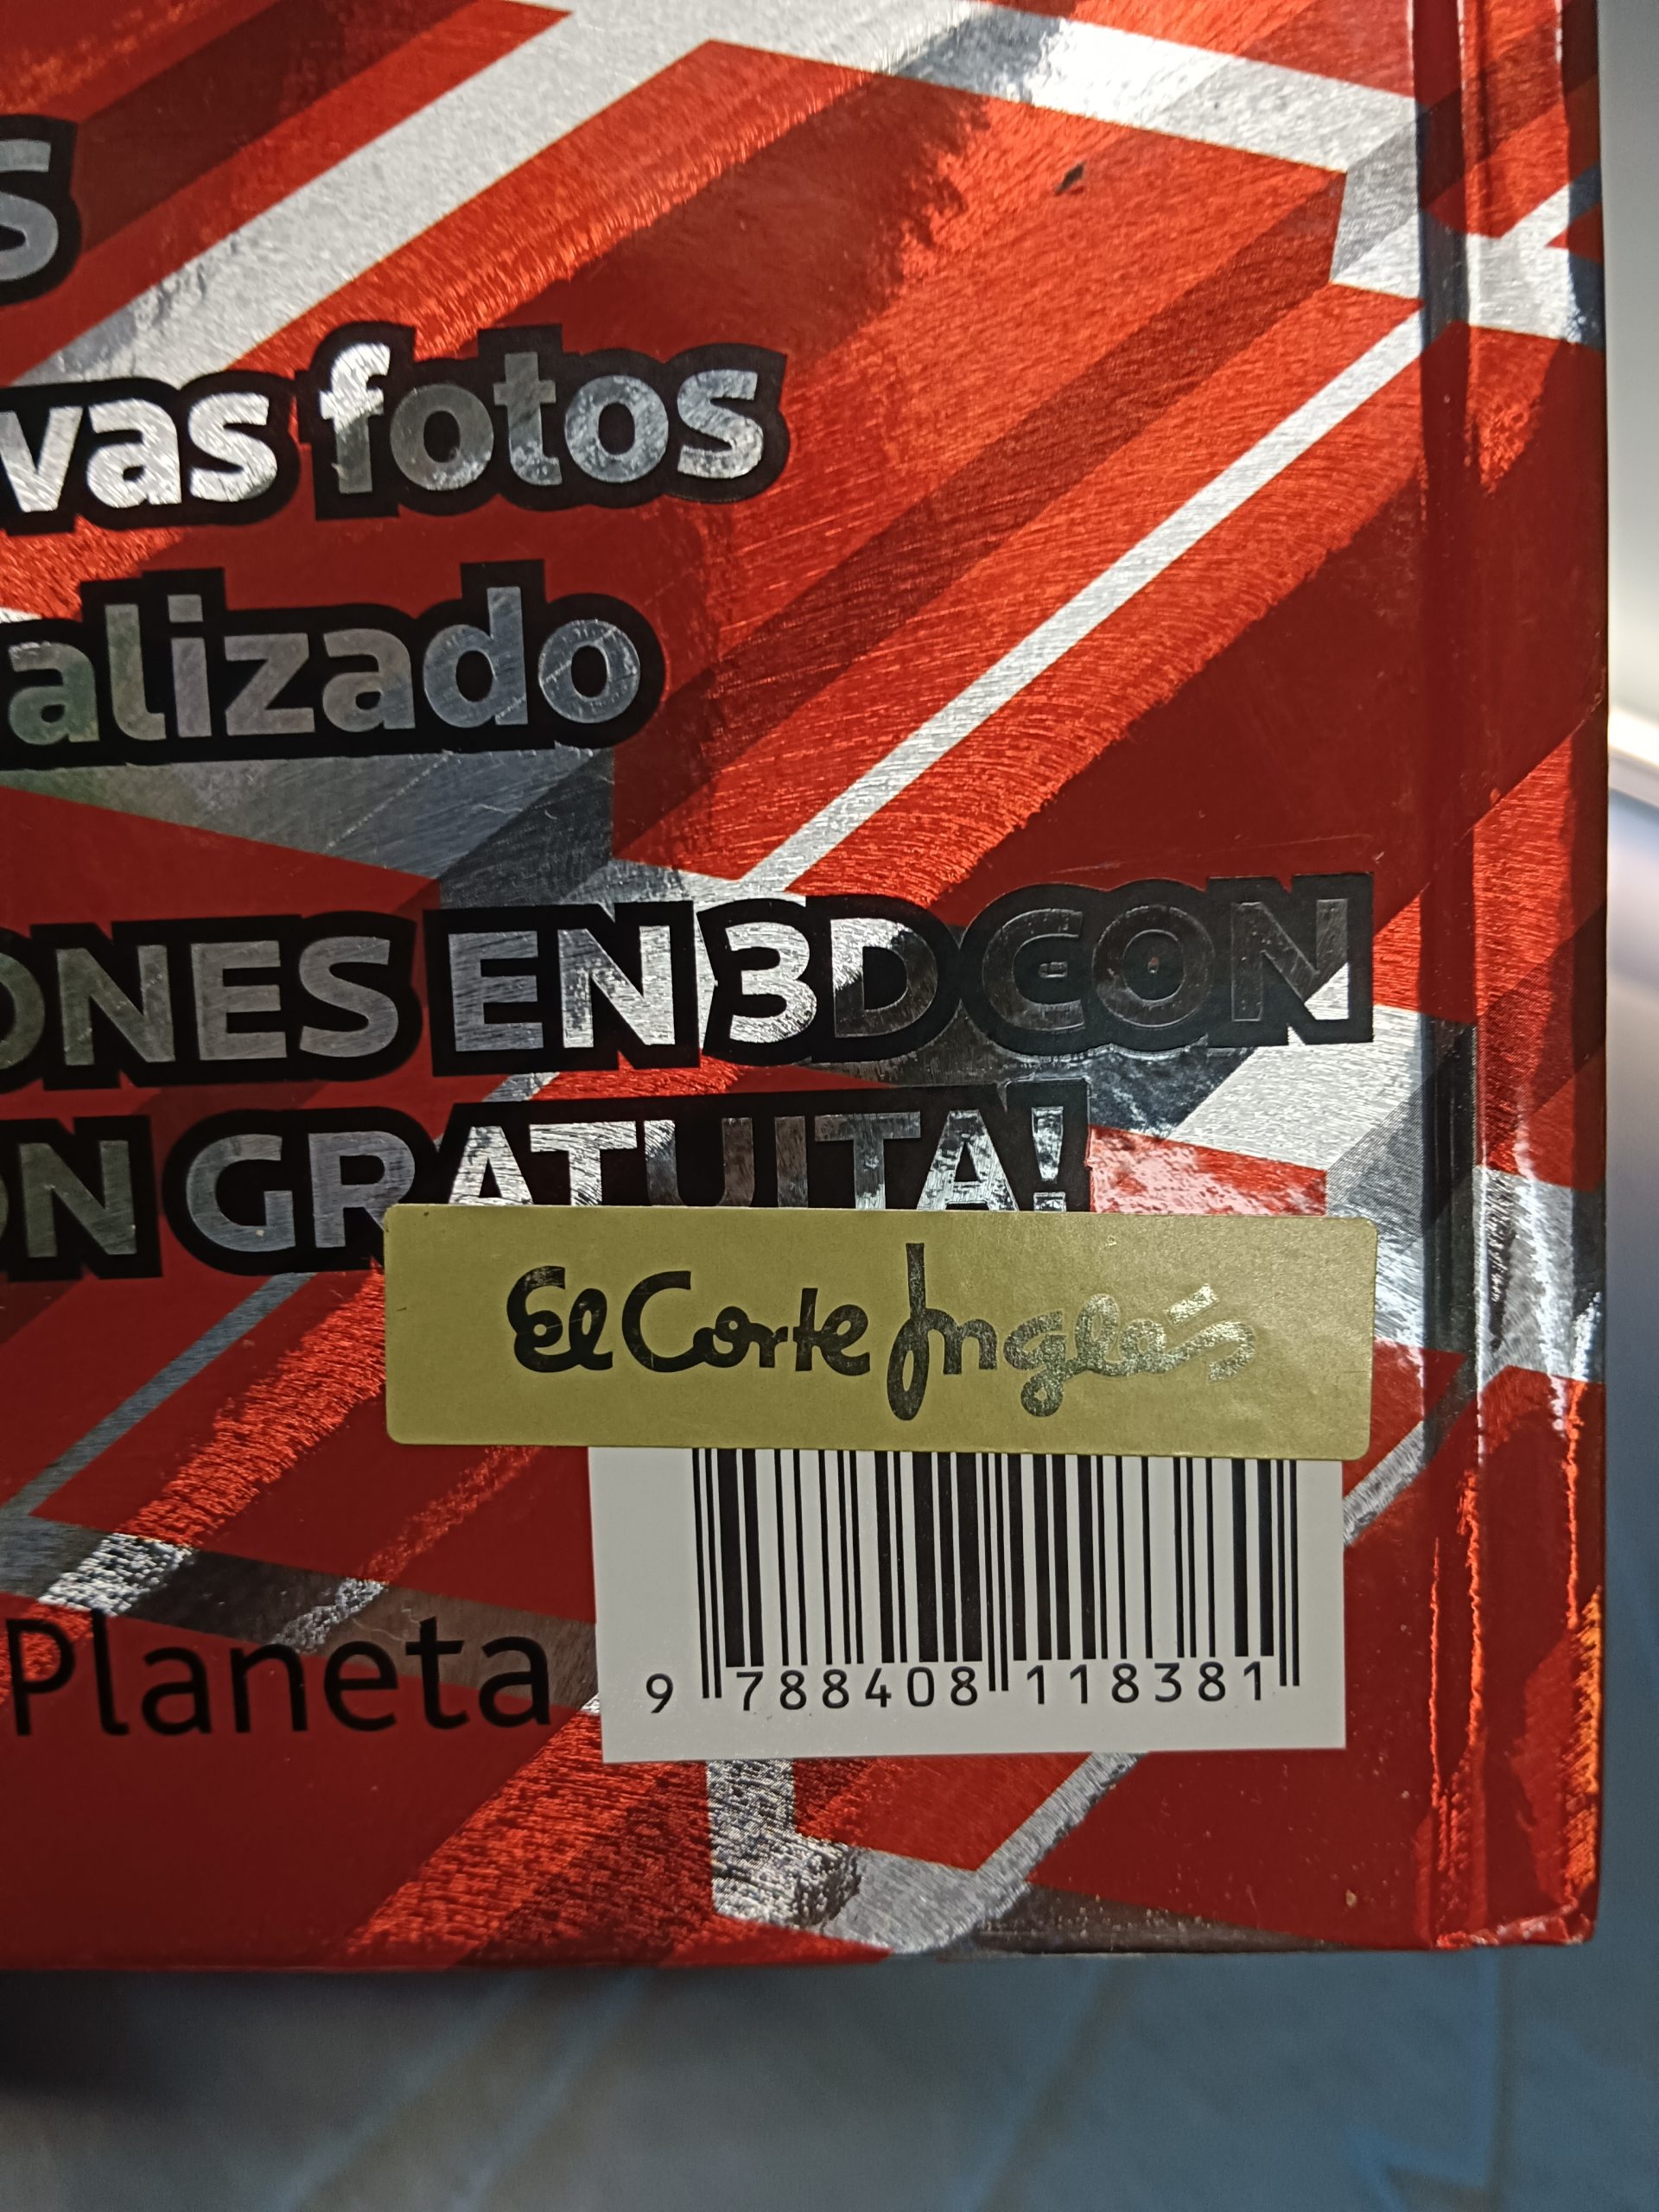 s
vas fotos
alizado
ONES EN 3D CON
ON GRATUITA!
El Corte Inglés
Planeta
9 788408 118381